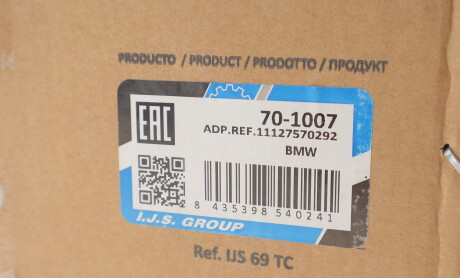 PRODUCTO / PRODUCT / PRODOTTO / ПРОДУКТ
EAC
70-1007
ADP.REF.11127570292
BMW
8 435398 540241
I.J.S. GROUP
Ref. IJS 69 TC